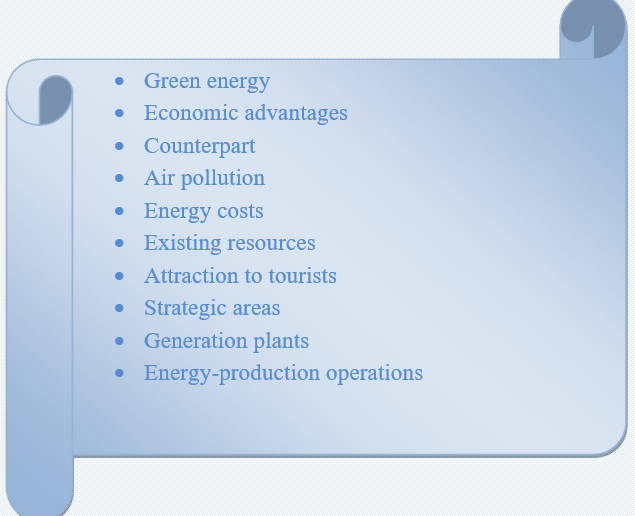 • Green energy
• Economic advantages
• Counterpart
• Air pollution
• Energy costs
• Existing resources
• Attraction to tourists
• Strategic areas
• Generation plants
• Energy-production operations